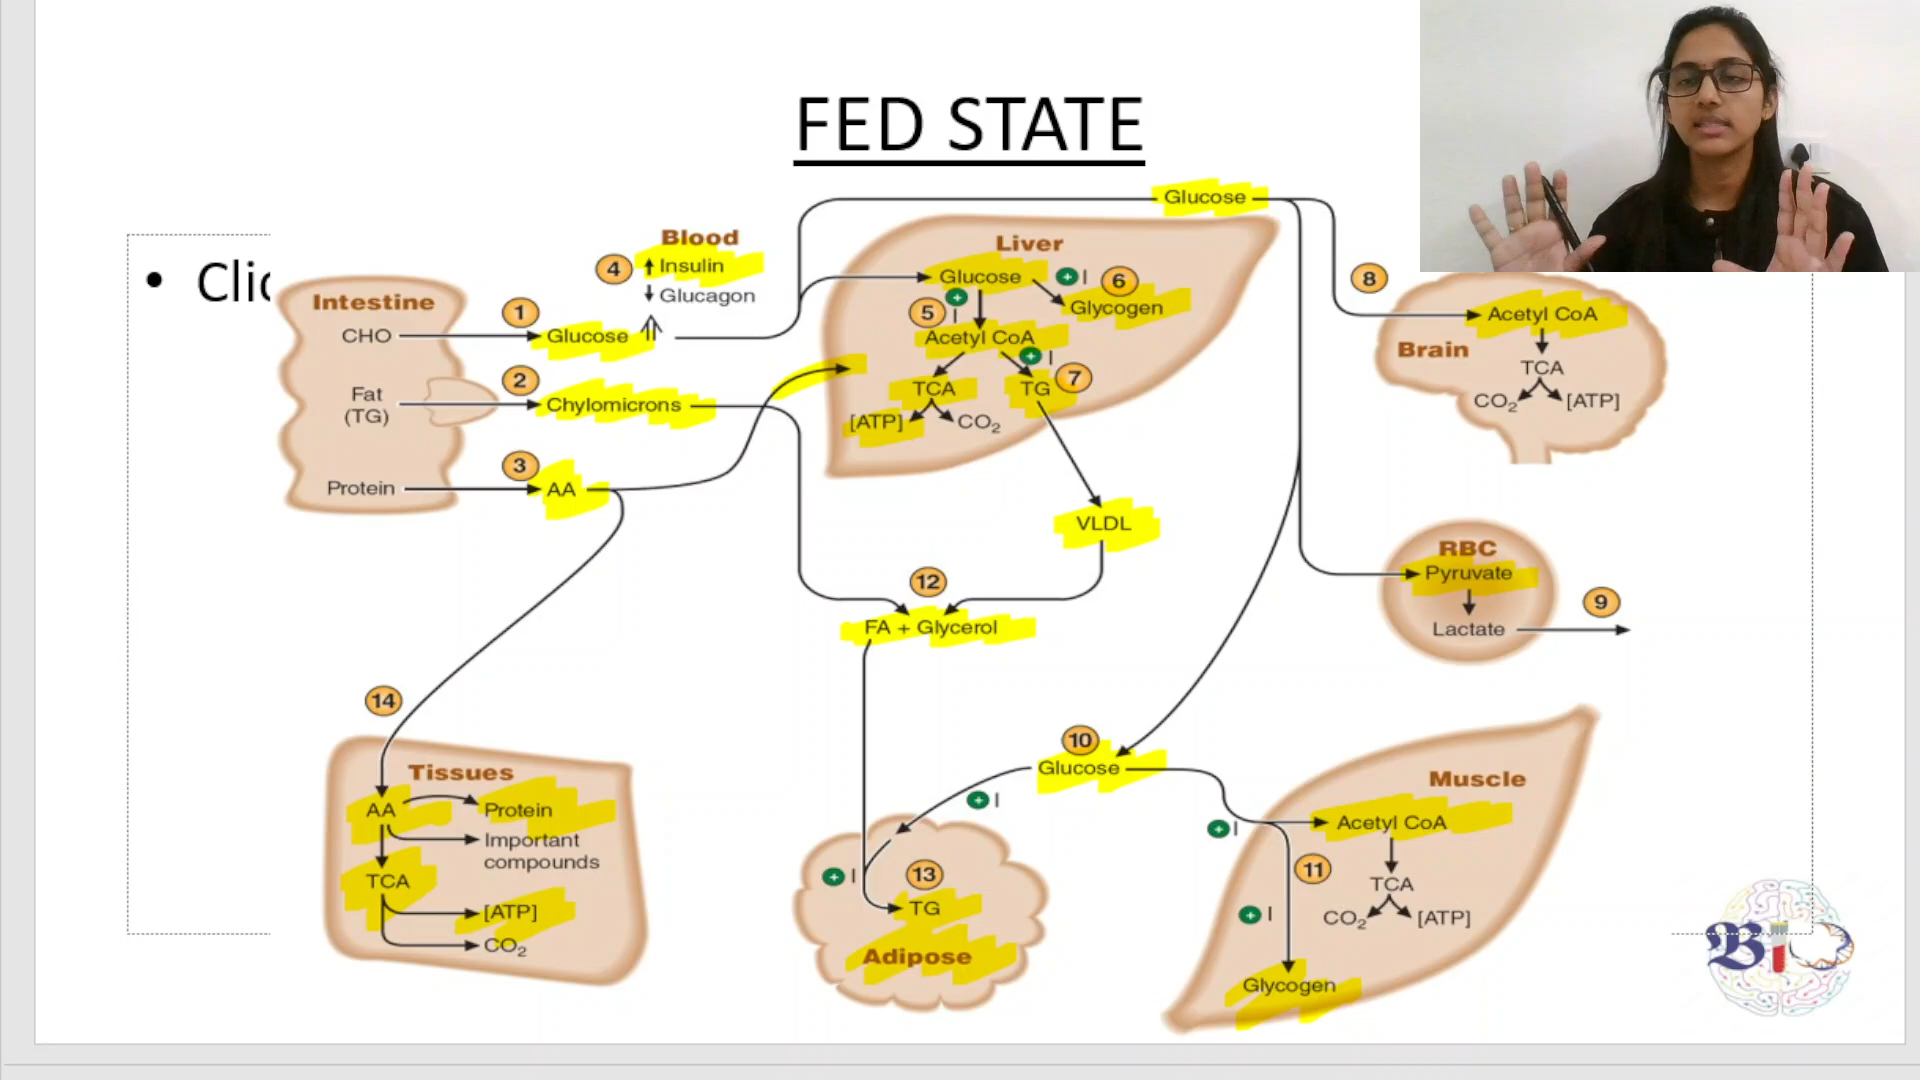 FED STATE
• Clic
Glucose
Blood
4
Insulin
Glucagon
Intestine
CHO
1
Glucose
Fat
(TG)
2
Chylomicrons
Protein
3
AA
Liver
Glucose
+ I
6
Glycogen
5
+
I
Acetyl CoA
+ I
TCA
TG
7
[ATP]
CO2
VLDL
12
FA + Glycerol
8
Acetyl CoA
Brain
TCA
CO2
[ATP]
RBC
Pyruvate
9
Lactate
14
Tissues
AA
Protein
Important
compounds
TCA
[ATP]
CO2
10
Glucose
+ I
+ I
13
+ I
TG
Adipose
Muscle
Acetyl CoA
11
TCA
+ I
CO2
[ATP]
Glycogen